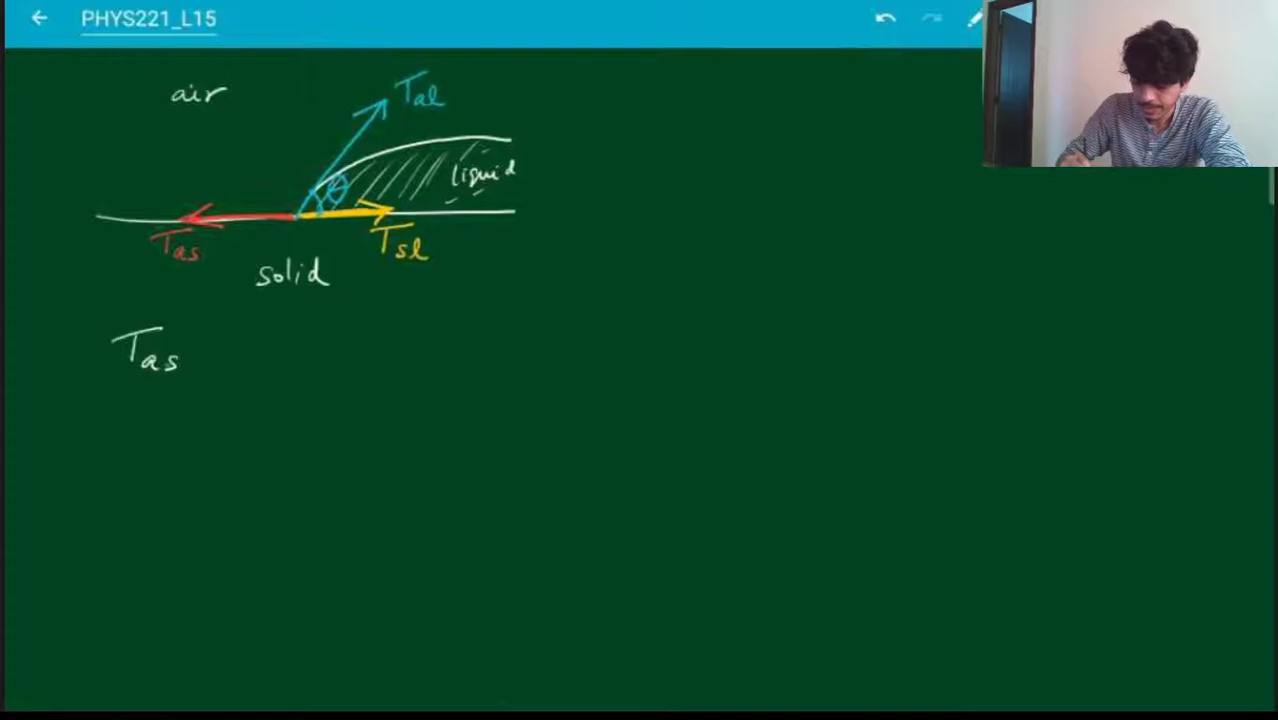 PHYS221_L15
air
Tal
θ
liquid
Tas
Tsl
solid
Tas